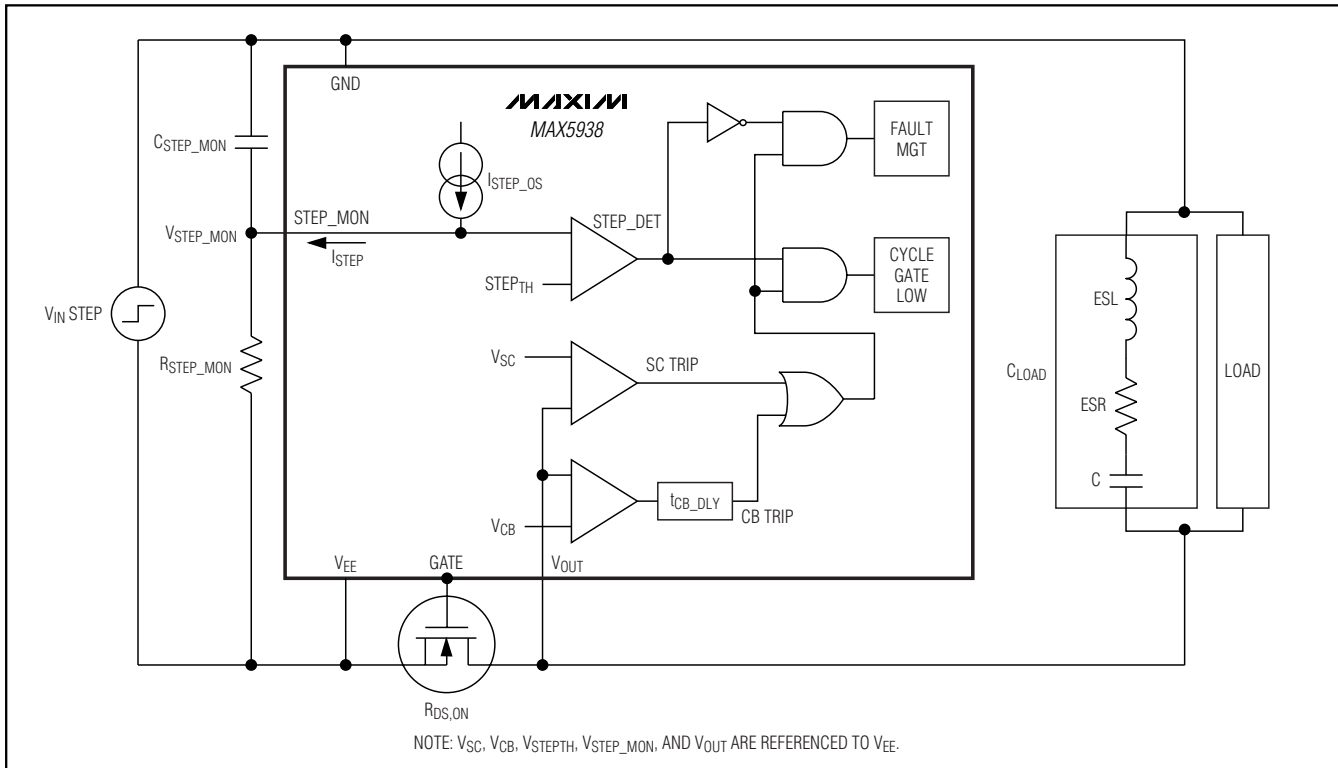 GND
MAXIM
MAX5938
CSTEP_MON
ISTEP_OS
FAULT
MGT
STEP_MON
STEP_DET
VSTEP_MON
ISTEP
STEPTH
CYCLE
GATE
LOW
VIN STEP
RSTEP_MON
VSC
SC TRIP
ESL
CLOAD
LOAD
ESR
C
tCB_DLY
CB TRIP
VCB
VEE
GATE
VOUT
RDS,ON
NOTE: VSC, VCB, VSTEPTH, VSTEP_MON, AND VOUT ARE REFERENCED TO VEE.